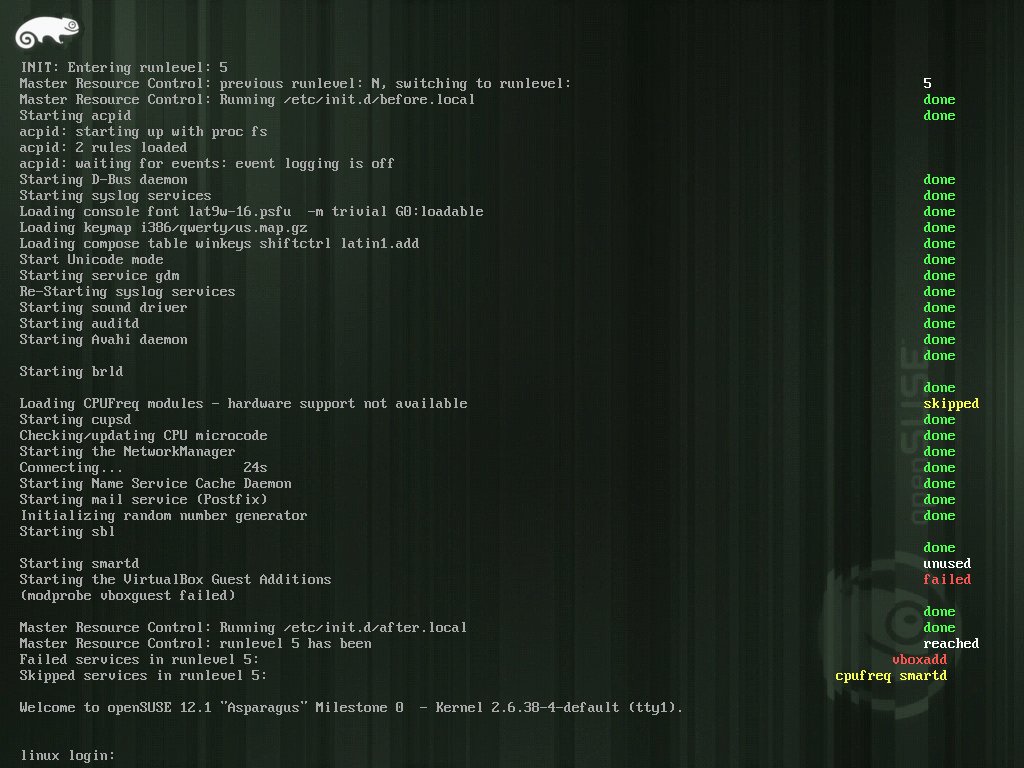 INIT: Entering runlevel: 5
Master Resource Control: previous runlevel: N, switching to runlevel: 5
Master Resource Control: Running /etc/init.d/before.local done
Starting acpid done
acpid: starting up with proc fs
acpid: 2 rules loaded
acpid: waiting for events: event logging is off
Starting D-Bus daemon done
Starting syslog services done
Loading console font lat9w-16.psfu  -m trivial G0:loadable done
Loading keymap i386/qwerty/us.map.gz done
Loading compose table winkeys shiftctrl latin1.add done
Start Unicode mode done
Starting service gdm done
Re-Starting syslog services done
Starting sound driver done
Starting auditd done
Starting Avahi daemon done
done
Starting brld
done
Loading CPUFreq modules - hardware support not available skipped
Starting cupsd done
Checking/updating CPU microcode done
Starting the NetworkManager done
Connecting... 24s done
Starting Name Service Cache Daemon done
Starting mail service (Postfix) done
Initializing random number generator done
Starting sbl
done
Starting smartd unused
Starting the VirtualBox Guest Additions failed
(modprobe vboxguest failed)
done
Master Resource Control: Running /etc/init.d/after.local done
Master Resource Control: runlevel 5 has been reached
Failed services in runlevel 5: vboxadd
Skipped services in runlevel 5: cpufreq smartd
Welcome to openSUSE 12.1 "Asparagus" Milestone 0  - Kernel 2.6.38-4-default (tty1).
linux login:
openSUSE